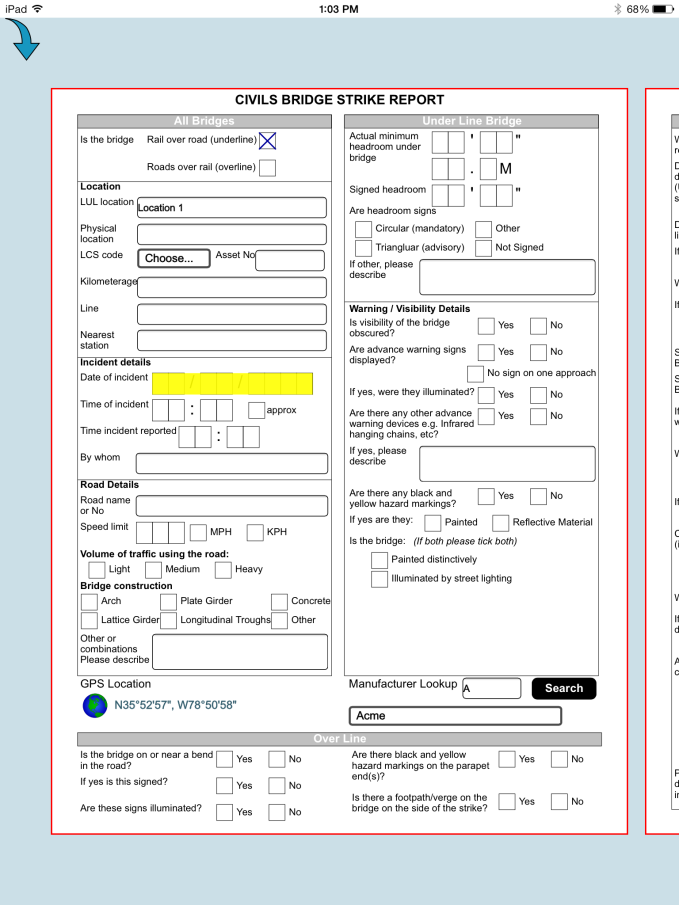 iPad 1:03 PM 68%
CIVILS BRIDGE STRIKE REPORT
All Bridges
Is the bridge Rail over road (underline)
Roads over rail (overline)
Location
LUL location Location 1
Physical
location
LCS code Choose... Asset No
Kilometerage
Line
Nearest
station
Incident details
Date of incident / /
Time of incident : approx
Time incident reported :
By whom
Road Details
Road name
or No
Speed limit MPH KPH
Volume of traffic using the road:
Light Medium Heavy
Bridge construction
Arch Plate Girder Concrete
Lattice Girder Longitudinal Troughs Other
Other or
combinations
Please describe
GPS Location
N35°52'57", W78°50'58"
Under Line Bridge
Actual minimum ' "
headroom under
bridge . M
Signed headroom ' "
Are headroom signs
Circular (mandatory) Other
Triangluar (advisory) Not Signed
If other, please
describe
Warning / Visibility Details
Is visibility of the bridge Yes No
obscured?
Are advance warning signs Yes No
displayed?
No sign on one approach
If yes, were they illuminated? Yes No
Are there any other advance Yes No
warning devices e.g. Infrared
hanging chains, etc?
If yes, please
describe
Are there any black and Yes No
yellow hazard markings?
If yes are they: Painted Reflective Material
Is the bridge: (If both please tick both)
Painted distinctively
Illuminated by street lighting
Manufacturer Lookup A Search
Acme
Over Line
Is the bridge on or near a bend Yes No
in the road?
If yes is this signed? Yes No
Are these signs illuminated? Yes No
Are there black and yellow Yes No
hazard markings on the parapet
end(s)?
Is there a footpath/verge on the Yes No
bridge on the side of the strike?